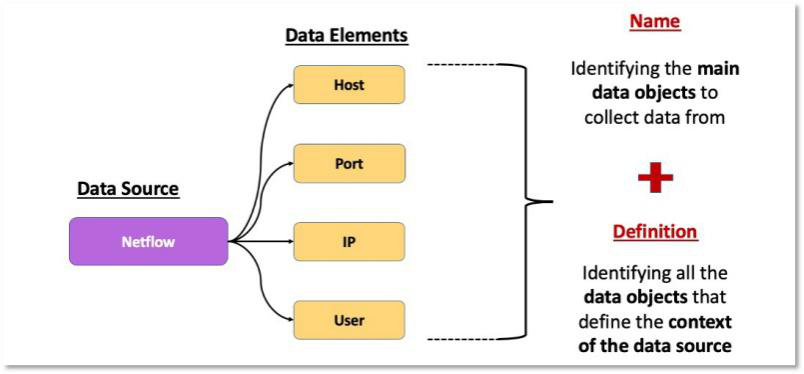 Data Source
Netflow
Data Elements
Host
Port
IP
User
Name
Identifying the main
data objects to
collect data from
Definition
Identifying all the
data objects that
define the context
of the data source